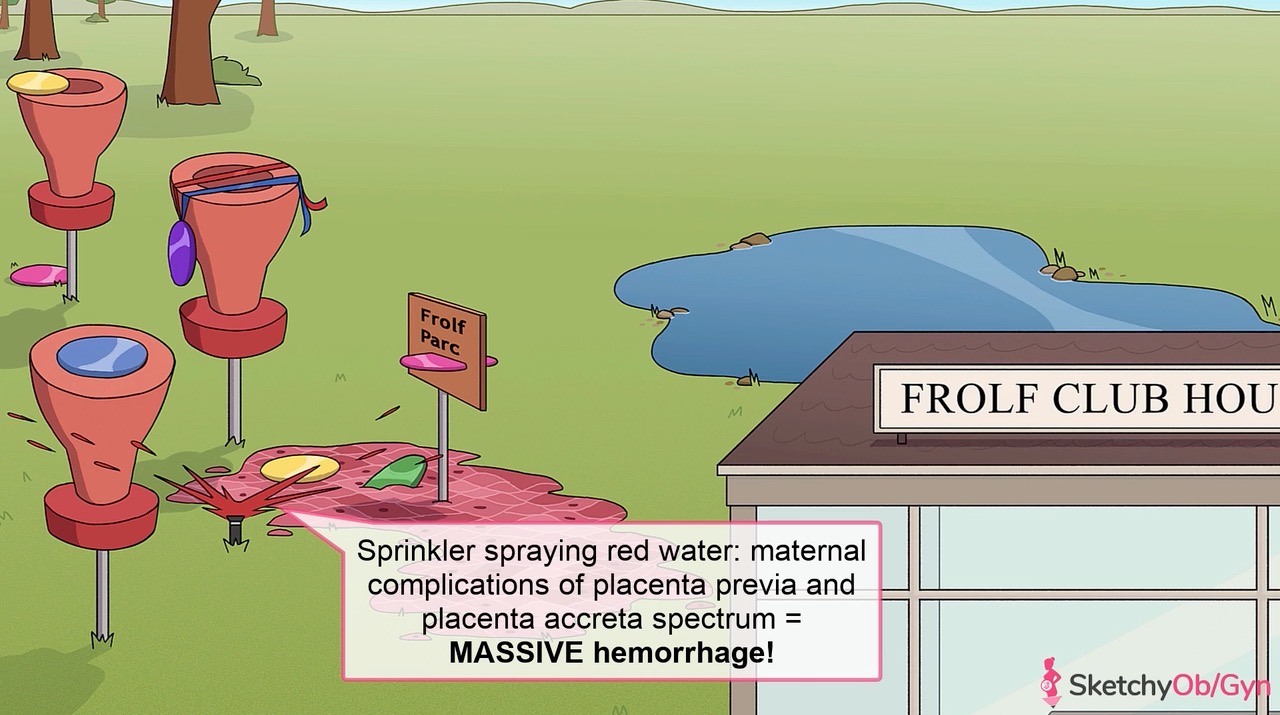 Frolf
Parc
FROLF CLUB HOU
Sprinkler spraying red water: maternal
complications of placenta previa and
placenta accreta spectrum =
MASSIVE hemorrhage!
SketchyOb/Gyn